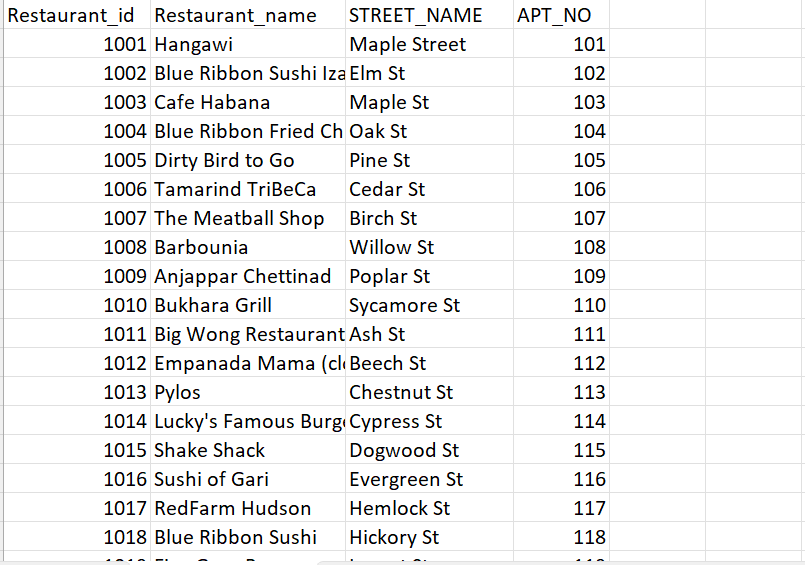 Restaurant_id Restaurant_name STREET_NAME APT_NO
1001 Hangawi Maple Street 101
1002 Blue Ribbon Sushi Iza Elm St 102
1003 Cafe Habana Maple St 103
1004 Blue Ribbon Fried Ch Oak St 104
1005 Dirty Bird to Go Pine St 105
1006 Tamarind TriBeCa Cedar St 106
1007 The Meatball Shop Birch St 107
1008 Barbounia Willow St 108
1009 Anjappar Chettinad Poplar St 109
1010 Bukhara Grill Sycamore St 110
1011 Big Wong Restaurant Ash St 111
1012 Empanada Mama (cl Beech St 112
1013 Pylos Chestnut St 113
1014 Lucky's Famous Burg Cypress St 114
1015 Shake Shack Dogwood St 115
1016 Sushi of Gari Evergreen St 116
1017 RedFarm Hudson Hemlock St 117
1018 Blue Ribbon Sushi Hickory St 118